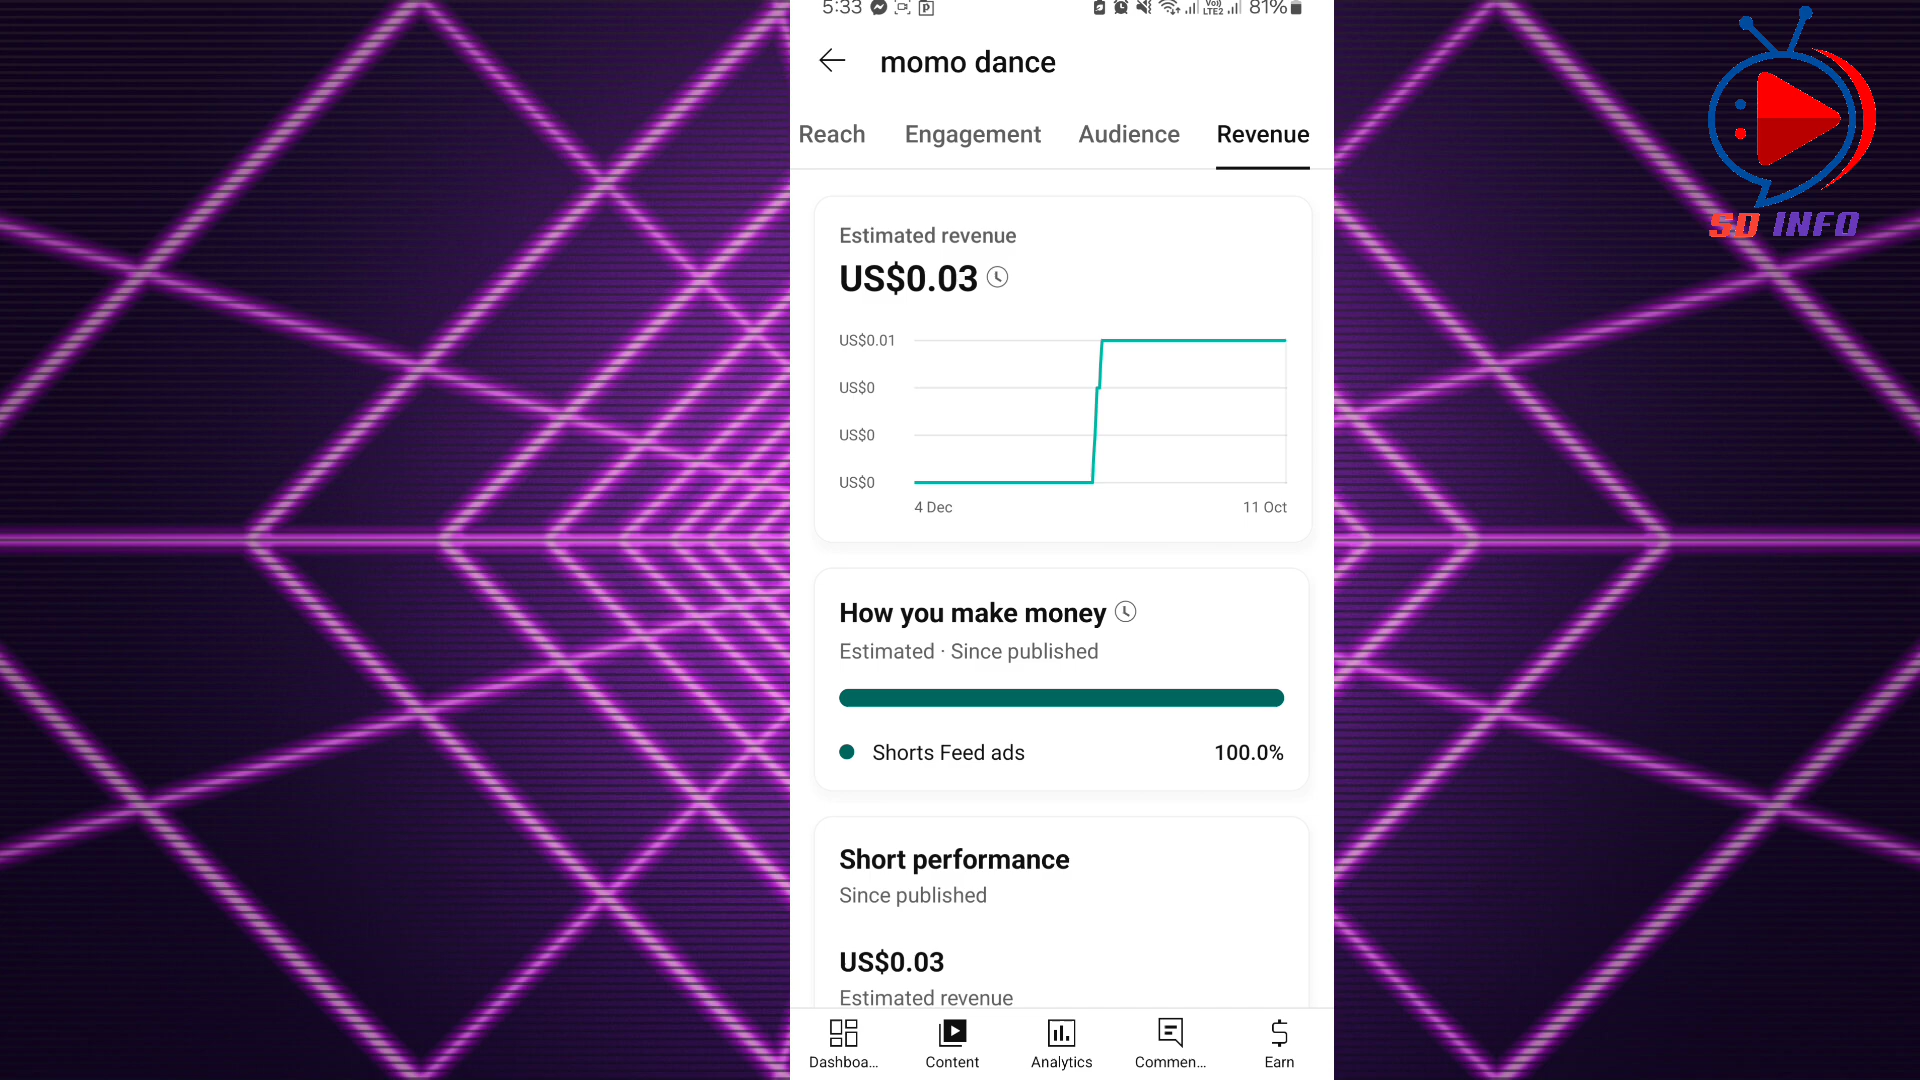 5:33
VoI)
LTE2
81%
momo dance
Reach Engagement Audience Revenue
Estimated revenue
US$0.03
US$0.01
US$0
US$0
US$0
4 Dec 11 Oct
How you make money
Estimated · Since published
Shorts Feed ads 100.0%
Short performance
Since published
US$0.03
Estimated revenue
Dashboa... Content Analytics Commen... Earn
SD INFO